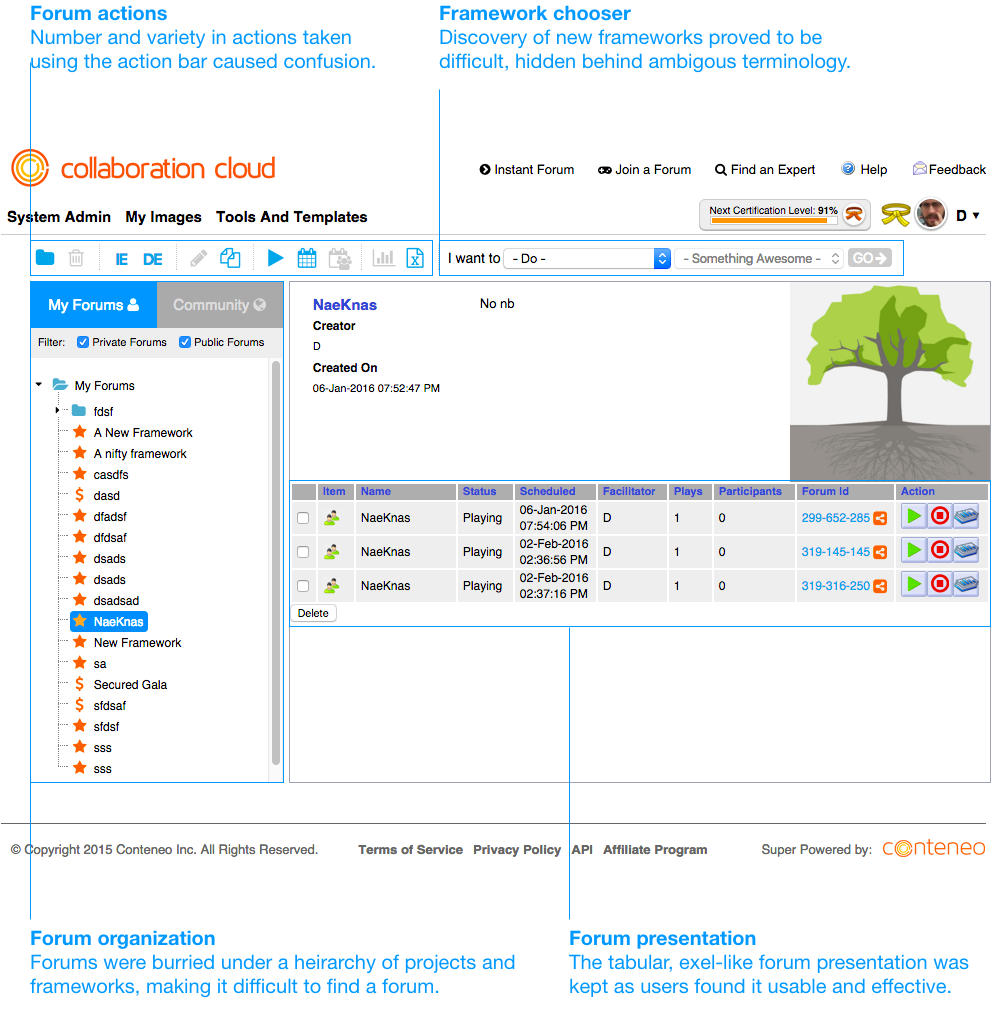 Forum actions
Number and variety in actions taken
using the action bar caused confusion.
Framework chooser
Discovery of new frameworks proved to be
difficult, hidden behind ambigous terminology.
collaboration cloud
Instant Forum Join a Forum Find an Expert Help Feedback
System Admin My Images Tools And Templates
Next Certification Level: 91%
D
IE DE
I want to - Do - - Something Awesome - GO
My Forums Community
Filter: Private Forums Public Forums
My Forums
fdsf
A New Framework
A nifty framework
casdfs
dasd
dfadsf
dfdsaf
dsads
dsads
dsadsad
NaeKnas
New Framework
sa
Secured Gala
sfdsaf
sfdsf
sss
sss
NaeKnas No nb
Creator
D
Created On
06-Jan-2016 07:52:47 PM
Item Name Status Scheduled Facilitator Plays Participants Forum Id Action
NaeKnas Playing 06-Jan-2016 07:54:06 PM D 1 0 299-652-285
NaeKnas Playing 02-Feb-2016 02:36:56 PM D 1 0 319-145-145
NaeKnas Playing 02-Feb-2016 02:37:16 PM D 1 0 319-316-250
Delete
© Copyright 2015 Conteneo Inc. All Rights Reserved. Terms of Service Privacy Policy API Affiliate Program Super Powered by: conteneo
Forum organization
Forums were burried under a heirarchy of projects and
frameworks, making it difficult to find a forum.
Forum presentation
The tabular, exel-like forum presentation was
kept as users found it usable and effective.